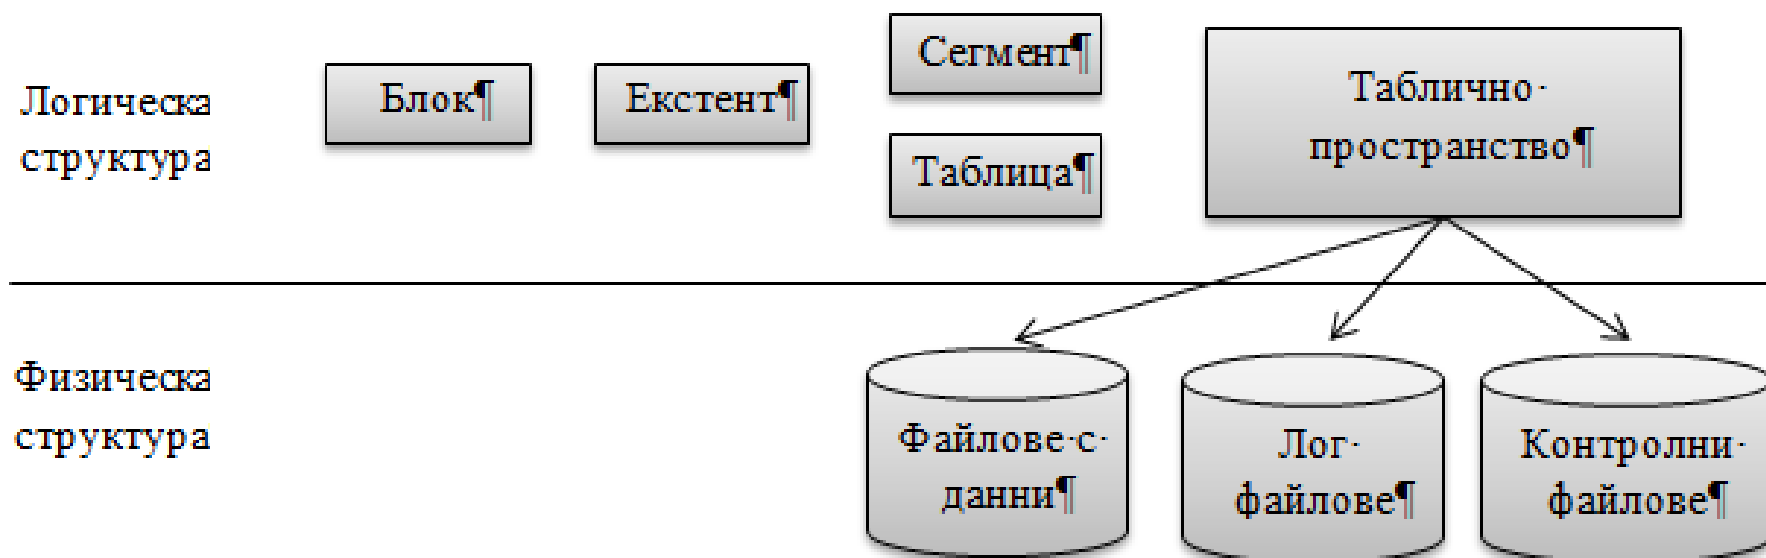 Логическа
структура
Блок¶
Екстент¶
Сегмент¶
Таблица¶
Таблично·
пространство¶
Физическа
структура
Файлове·с·
данни¶
Лог·
файлове¶
Контролни·
файлове¶